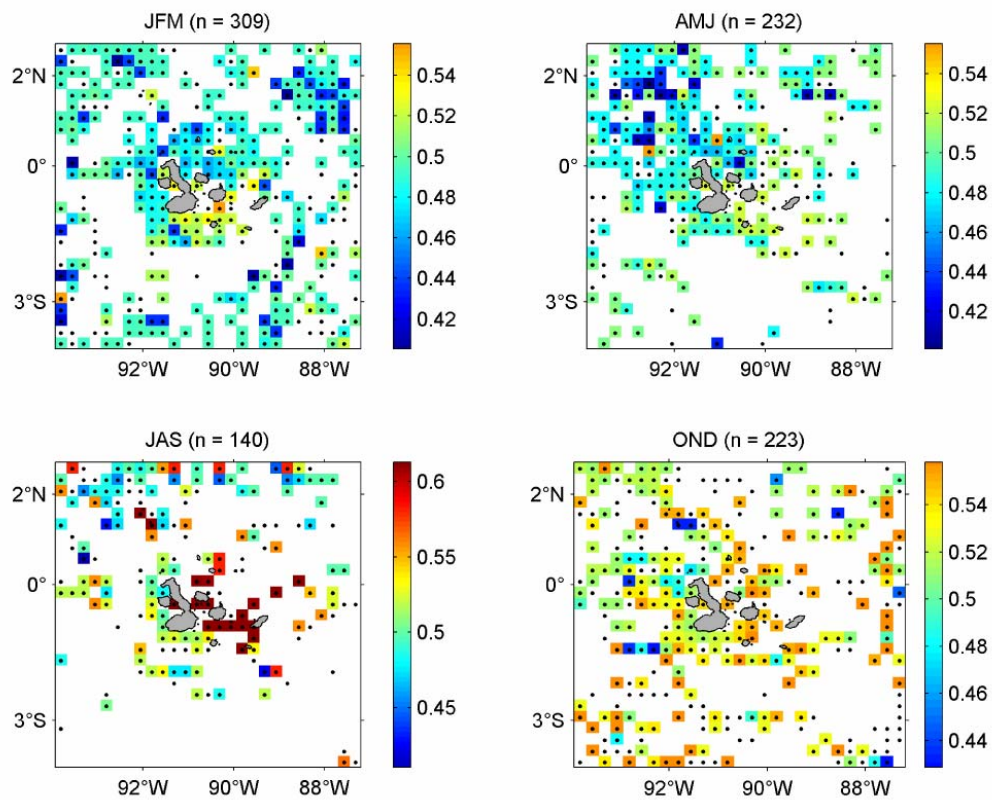 JFM (n = 309)
2°N
0°
3°S
92°W 90°W 88°W
0.54
0.52
0.5
0.48
0.46
0.44
0.42
AMJ (n = 232)
2°N
0°
3°S
92°W 90°W 88°W
0.54
0.52
0.5
0.48
0.46
0.44
0.42
JAS (n = 140)
2°N
0°
3°S
92°W 90°W 88°W
0.6
0.55
0.5
0.45
OND (n = 223)
2°N
0°
3°S
92°W 90°W 88°W
0.54
0.52
0.5
0.48
0.46
0.44